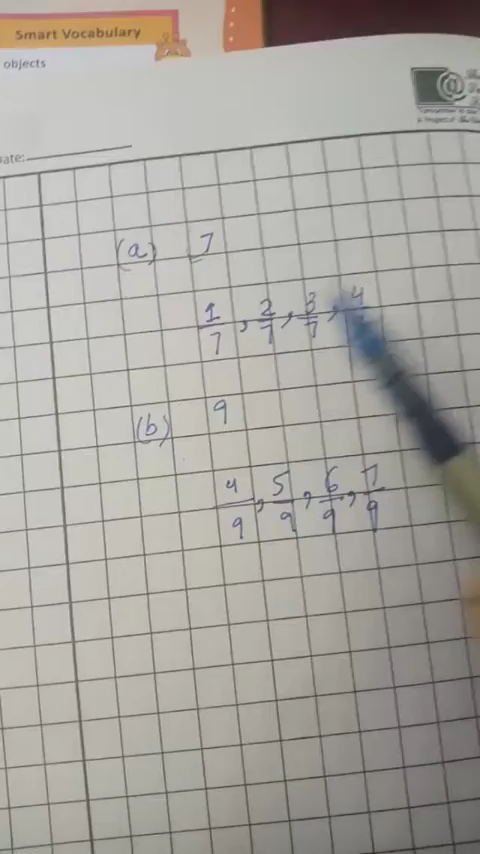 Smart Vocabulary
objects
(a) 7
1/7, 2/7, 3/7, 4
(b) 9
4/9, 5/9, 6/9, 7/9